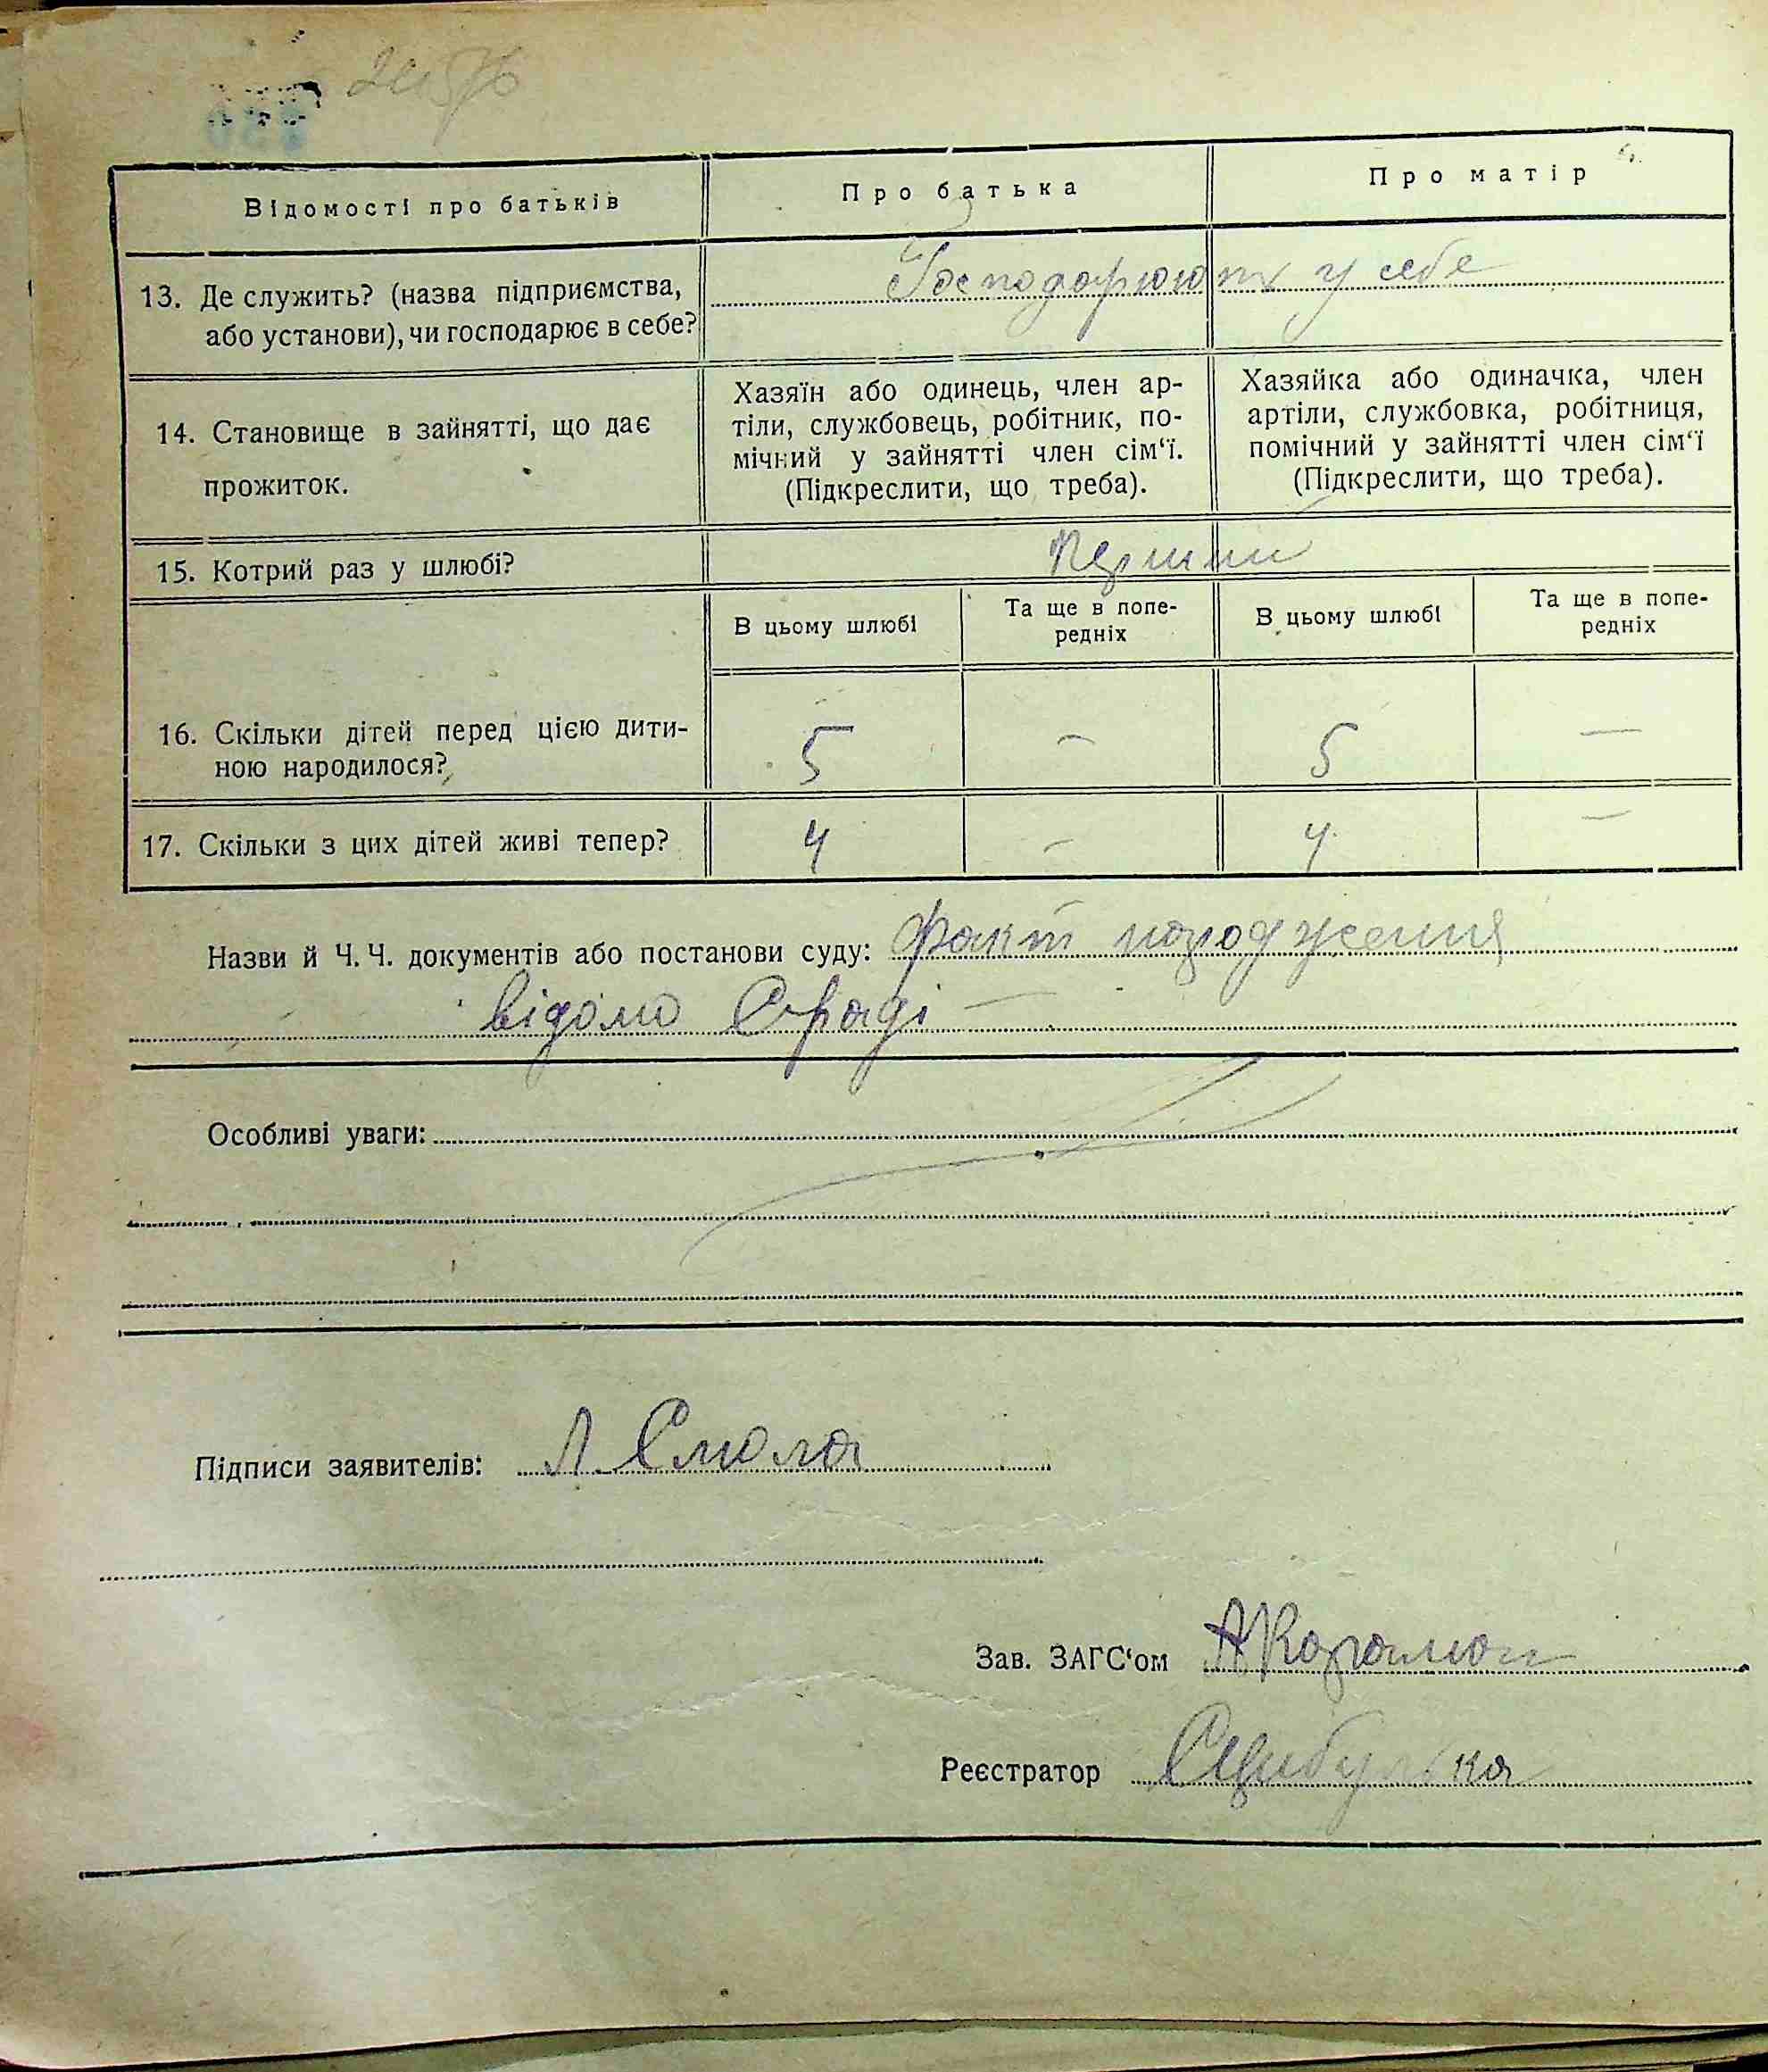 Відомості про батьків
Про батька
Про матір
13. Де служить? (назва підприємства,
або установи), чи господарює в себе?
Господарюють у себе
14. Становище в зайнятті, що дає
прожиток.
Хазяїн або одинець, член ар-
тіли, службовець, робітник, по-
мічний у зайнятті член сім‘ї.
(Підкреслити, що треба).
Хазяйка або одиначка, член
артіли, службовка, робітниця,
помічний у зайнятті член сім‘ї
(Підкреслити, що треба).
15. Котрий раз у шлюбі?
Перший
В цьому шлюбі
Та ще в попе-
редніх
В цьому шлюбі
Та ще в попе-
редніх
16. Скільки дітей перед цією дити-
ною народилося?
5 — 5 —
17. Скільки з цих дітей живі тепер?
4 — 4 —
Назви й Ч. Ч. документів або постанови суду: Факт народження
відомо С/раді —
Особливі уваги:
Підписи заявителів: Л. Смола
Зав. ЗАГС‘ом
Реєстратор